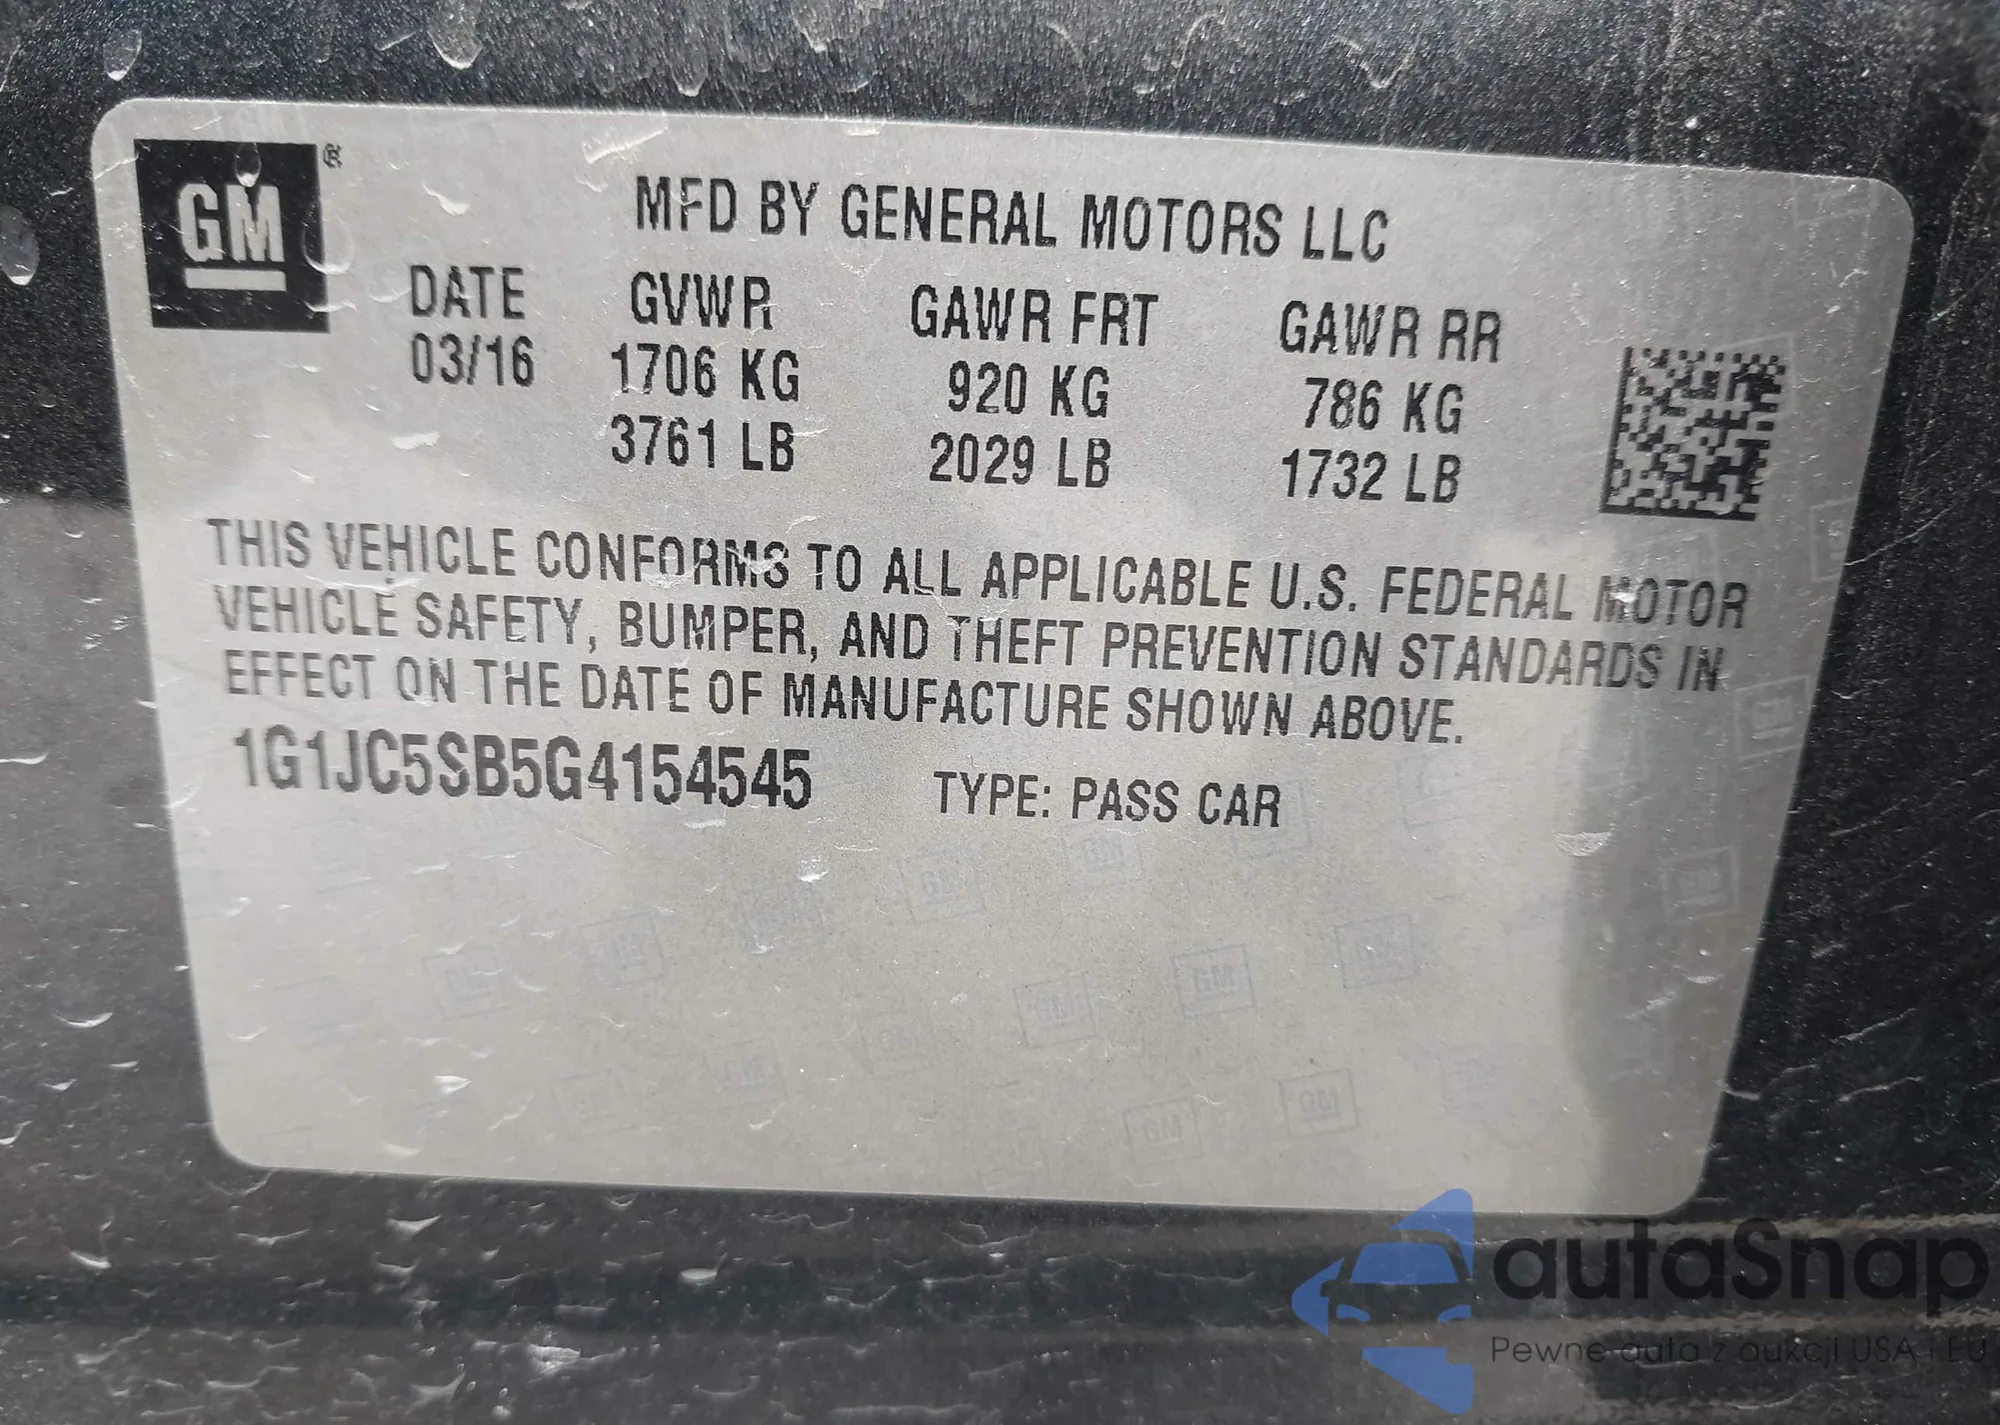 GM®
MFD BY GENERAL MOTORS LLC
DATE GVWR GAWR FRT GAWR RR
03/16 1706 KG 920 KG 786 KG
3761 LB 2029 LB 1732 LB
THIS VEHICLE CONFORMS TO ALL APPLICABLE U.S. FEDERAL MOTOR
VEHICLE SAFETY, BUMPER, AND THEFT PREVENTION STANDARDS IN
EFFECT ON THE DATE OF MANUFACTURE SHOWN ABOVE.
1G1JC5SB5G4154545 TYPE: PASS CAR
autaSnap
Pewne auta z aukcji USA i EU